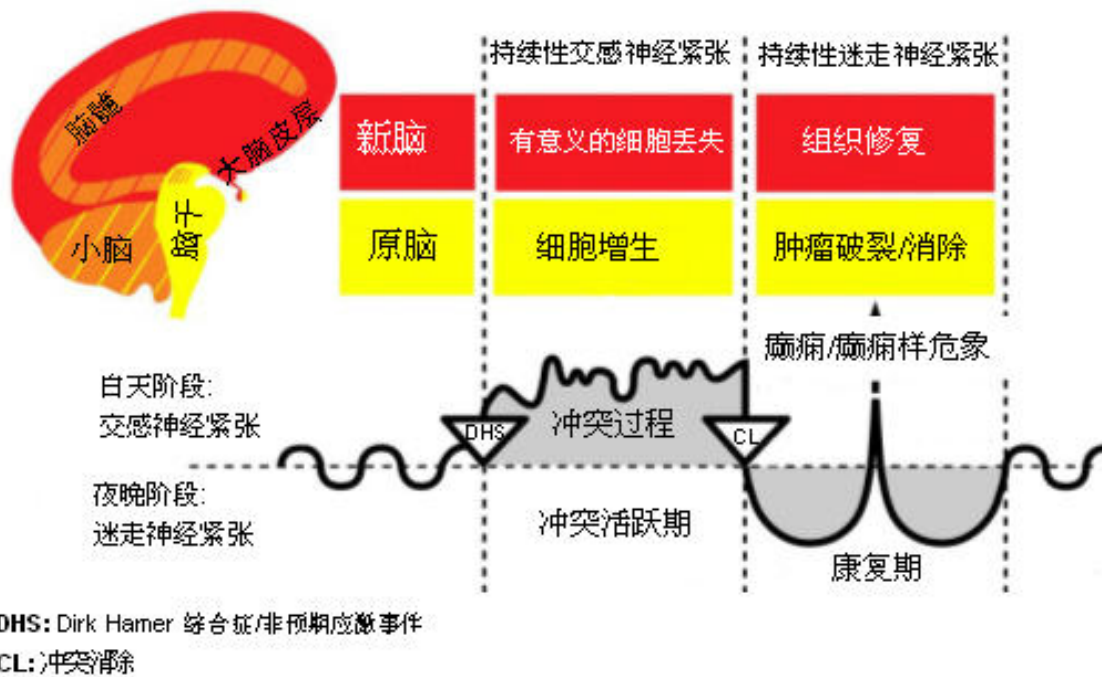 持续性交感神经紧张
持续性迷走神经紧张
脑髓
大脑皮层
小脑
脑干
新脑
有意义的细胞丢失
组织修复
原脑
细胞增生
肿瘤破裂/消除
癫痫/癫痫样危象
白天阶段:
交感神经紧张
DHS
冲突过程
CL
夜晚阶段:
迷走神经紧张
冲突活跃期
康复期
DHS: Dirk Hamer 综合症/非预期应激事件
CL: 冲突消除